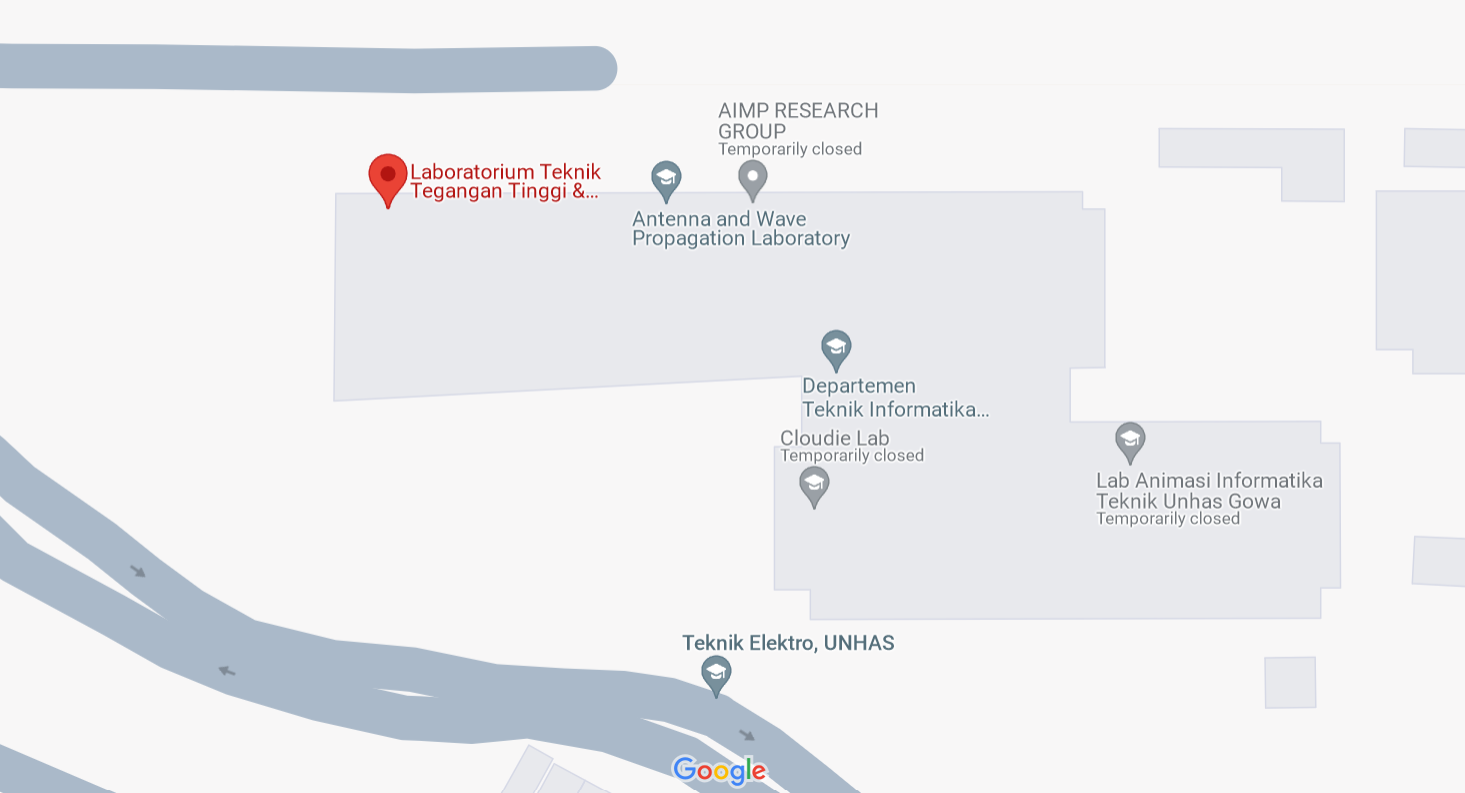 AIMP RESEARCH
GROUP
Temporarily closed
Laboratorium Teknik
Tegangan Tinggi &...
Antenna and Wave
Propagation Laboratory
Departemen
Teknik Informatika...
Cloudie Lab
Temporarily closed
Lab Animasi Informatika
Teknik Unhas Gowa
Temporarily closed
Teknik Elektro, UNHAS
Google